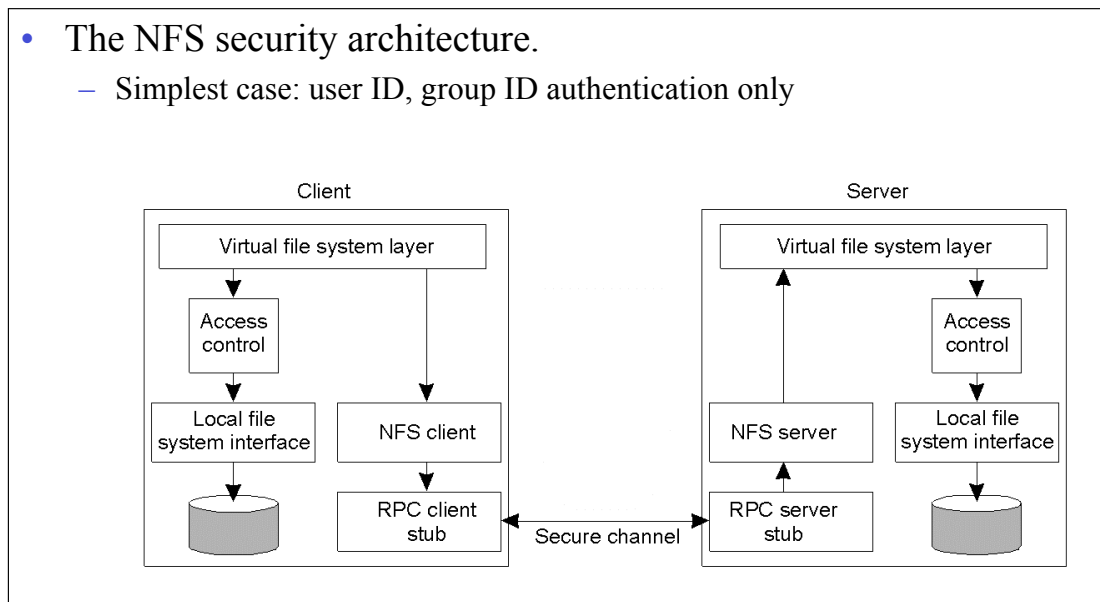 • The NFS security architecture.
– Simplest case: user ID, group ID authentication only
Client
Server
Virtual file system layer
Virtual file system layer
Access
control
Access
control
Local file
system interface
NFS client
NFS server
Local file
system interface
RPC client
stub
Secure channel
RPC server
stub